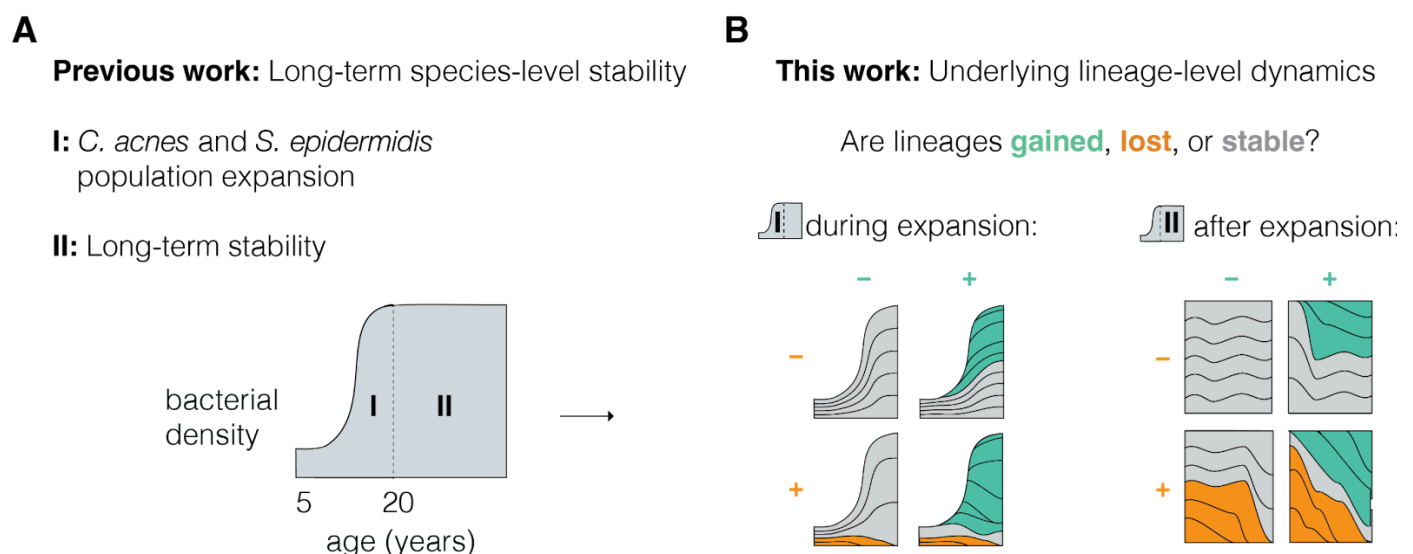 A
Previous work: Long-term species-level stability
I: C. acnes and S. epidermidis
population expansion
II: Long-term stability
bacterial
density
I
II
5
20
age (years)
B
This work: Underlying lineage-level dynamics
Are lineages gained, lost, or stable?
I during expansion:
− +
−
+
II after expansion:
− +
−
+